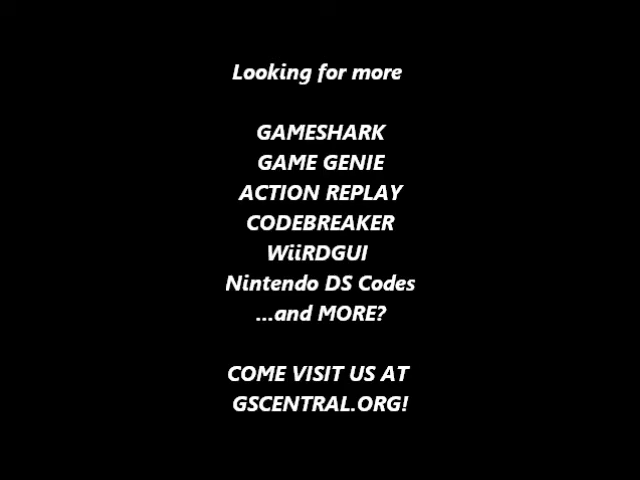 Looking for more
GAMESHARK
GAME GENIE
ACTION REPLAY
CODEBREAKER
WiiRDGUI
Nintendo DS Codes
...and MORE?
COME VISIT US AT
GSCENTRAL.ORG!